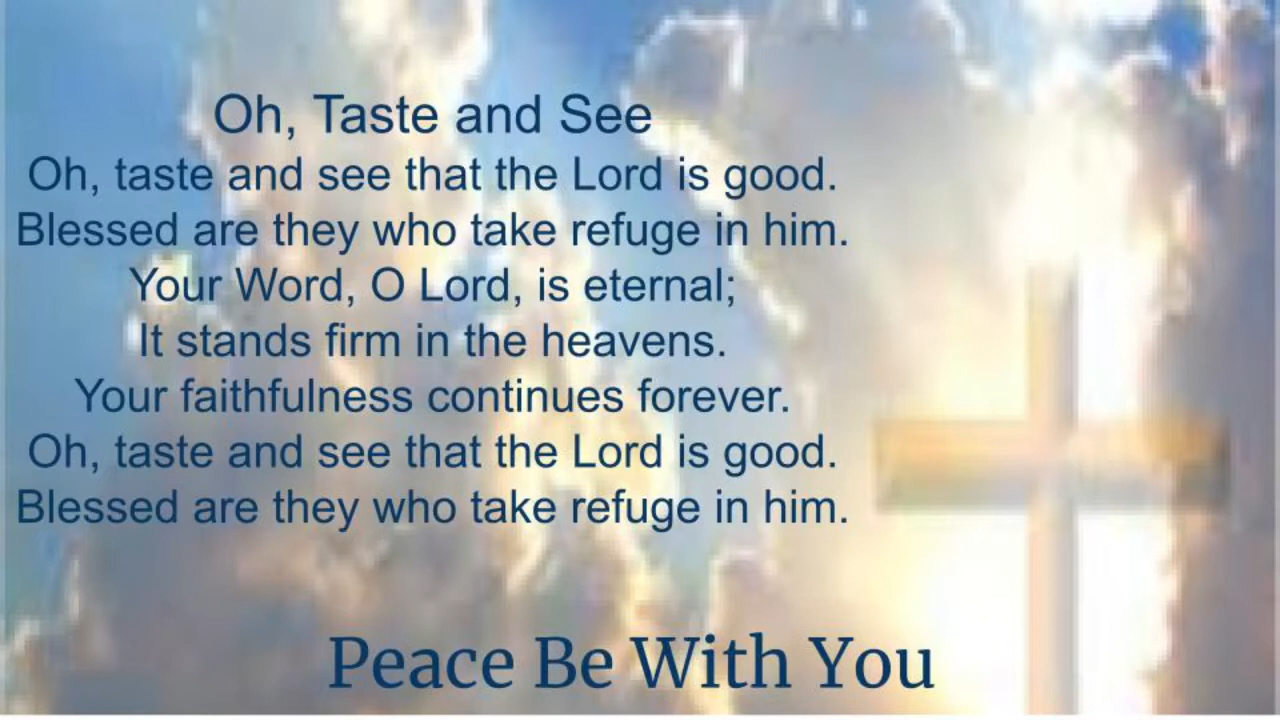 Oh, Taste and See
Oh, taste and see that the Lord is good.
Blessed are they who take refuge in him.
Your Word, O Lord, is eternal;
It stands firm in the heavens.
Your faithfulness continues forever.
Oh, taste and see that the Lord is good.
Blessed are they who take refuge in him.
Peace Be With You